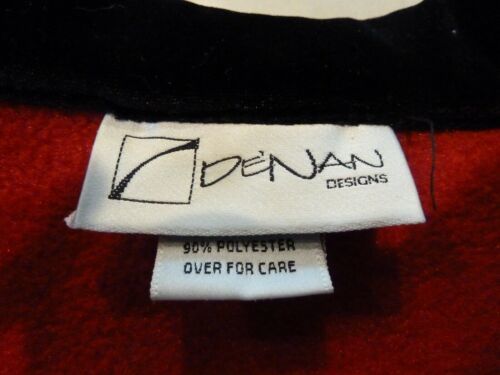 DE'NAN
DESIGNS
90% POLYESTER
OVER FOR CARE